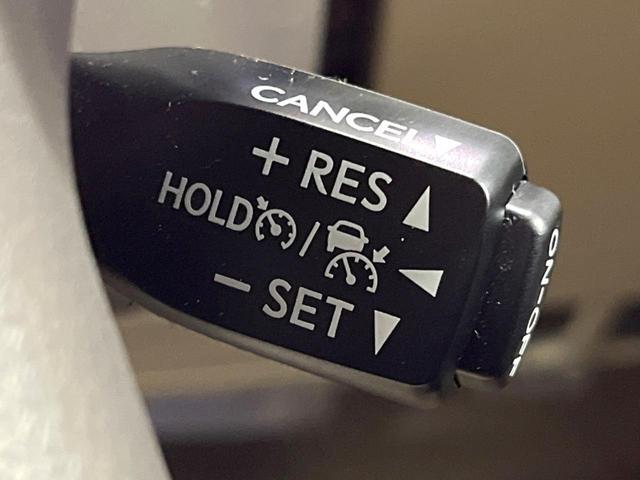 CANCEL▼
+ RES ▲
HOLD / ◀
− SET ▼
ON-OFF